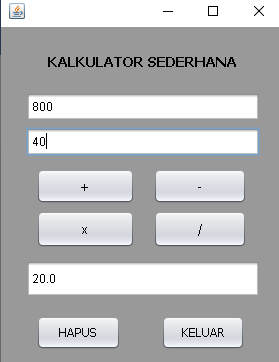 KALKULATOR SEDERHANA
800
40
+ -
x /
20.0
HAPUS KELUAR